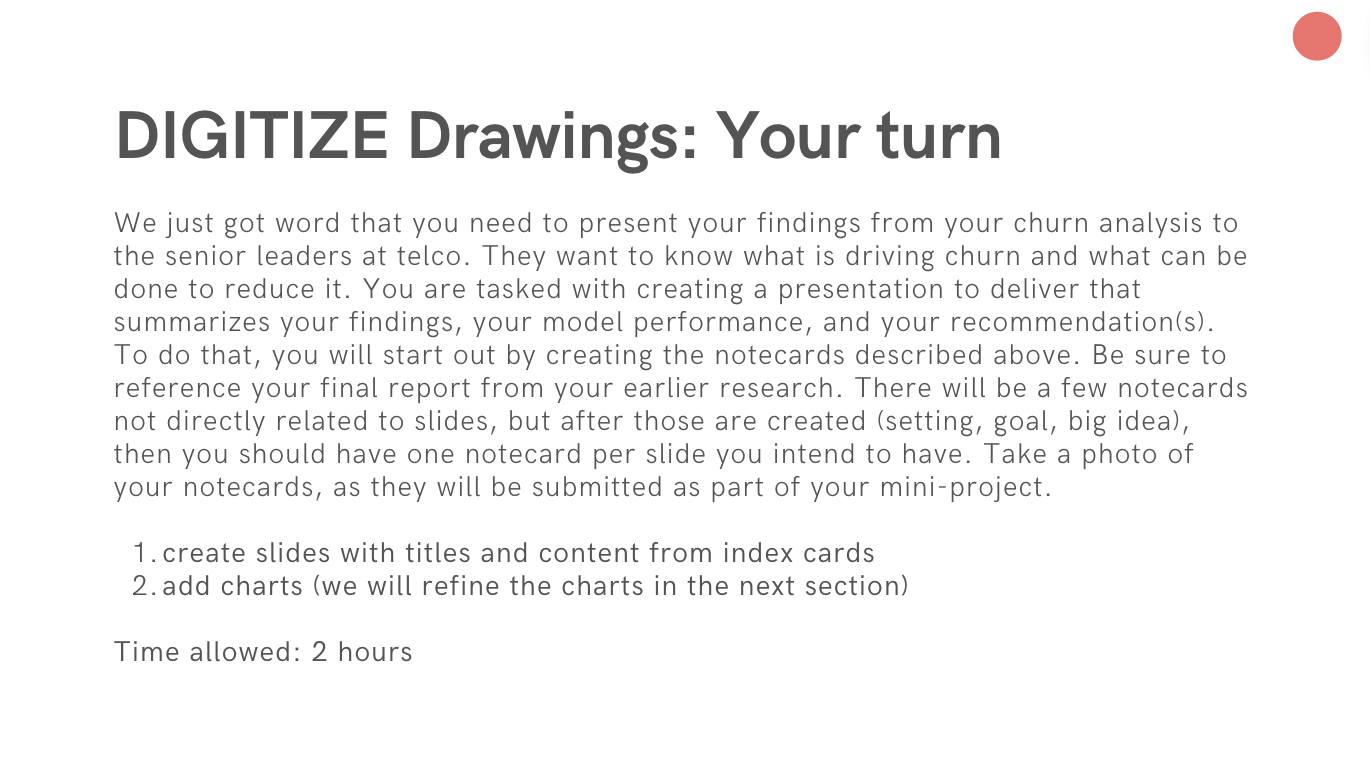 DIGITIZE Drawings: Your turn
We just got word that you need to present your findings from your churn analysis to
the senior leaders at telco. They want to know what is driving churn and what can be
done to reduce it. You are tasked with creating a presentation to deliver that
summarizes your findings, your model performance, and your recommendation(s).
To do that, you will start out by creating the notecards described above. Be sure to
reference your final report from your earlier research. There will be a few notecards
not directly related to slides, but after those are created (setting, goal, big idea),
then you should have one notecard per slide you intend to have. Take a photo of
your notecards, as they will be submitted as part of your mini-project.
1. create slides with titles and content from index cards
2. add charts (we will refine the charts in the next section)
Time allowed: 2 hours